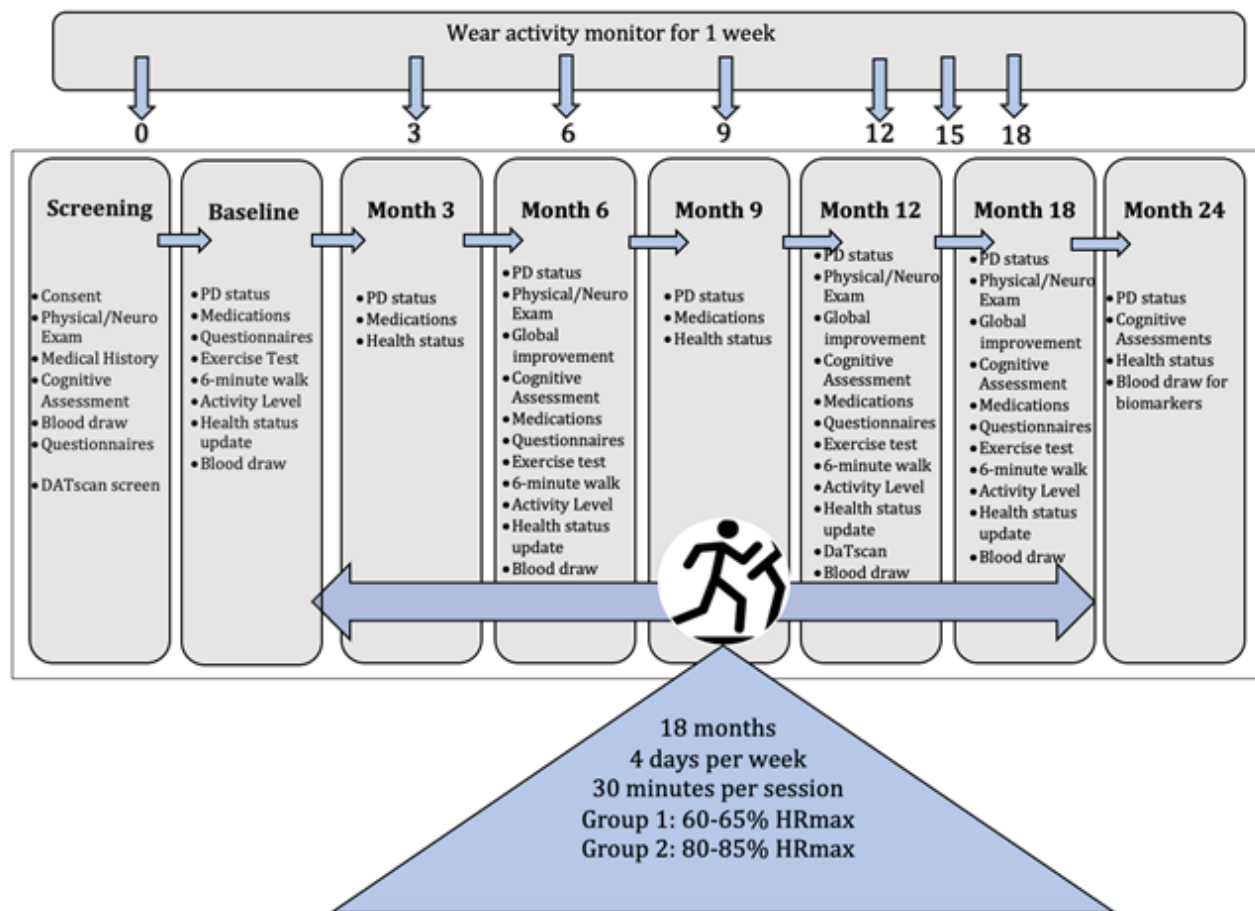 Wear activity monitor for 1 week
0
3
6
9
12
15
18
Screening
• Consent
• Physical/Neuro
Exam
• Medical History
• Cognitive
Assessment
• Blood draw
• Questionnaires
• DATscan screen
Baseline
• PD status
• Medications
• Questionnaires
• Exercise Test
• 6-minute walk
• Activity Level
• Health status
update
• Blood draw
Month 3
• PD status
• Medications
• Health status
Month 6
• PD status
• Physical/Neuro
Exam
• Global
improvement
• Cognitive
Assessment
• Medications
• Questionnaires
• Exercise test
• 6-minute walk
• Activity Level
• Health status
update
• Blood draw
Month 9
• PD status
• Medications
• Health status
Month 12
• PD status
• Physical/Neuro
Exam
• Global
improvement
• Cognitive
Assessment
• Medications
• Questionnaires
• Exercise test
• 6-minute walk
• Activity Level
• Health status
update
• DaTscan
• Blood draw
Month 18
• PD status
• Physical/Neuro
Exam
• Global
improvement
• Cognitive
Assessment
• Medications
• Questionnaires
• Exercise test
• 6-minute walk
• Activity Level
• Health status
update
• Blood draw
Month 24
• PD status
• Cognitive
Assessments
• Health status
• Blood draw for
biomarkers
18 months
4 days per week
30 minutes per session
Group 1: 60-65% HRmax
Group 2: 80-85% HRmax